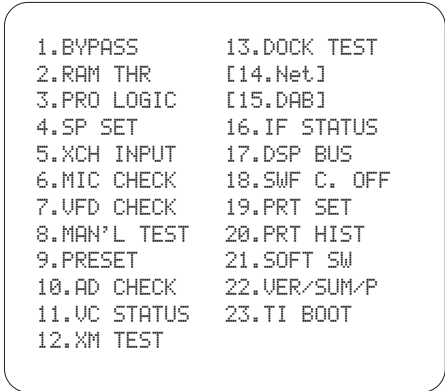 1.BYPASS
2.RAM THR
3.PRO LOGIC
4.SP SET
5.XCH INPUT
6.MIC CHECK
7.VFD CHECK
8.MAN'L TEST
9.PRESET
10.AD CHECK
11.VC STATUS
12.XM TEST
13.DOCK TEST
[14.Net]
[15.DAB]
16.IF STATUS
17.DSP BUS
18.SWF C. OFF
19.PRT SET
20.PRT HIST
21.SOFT SW
22.VER/SUM/P
23.TI BOOT